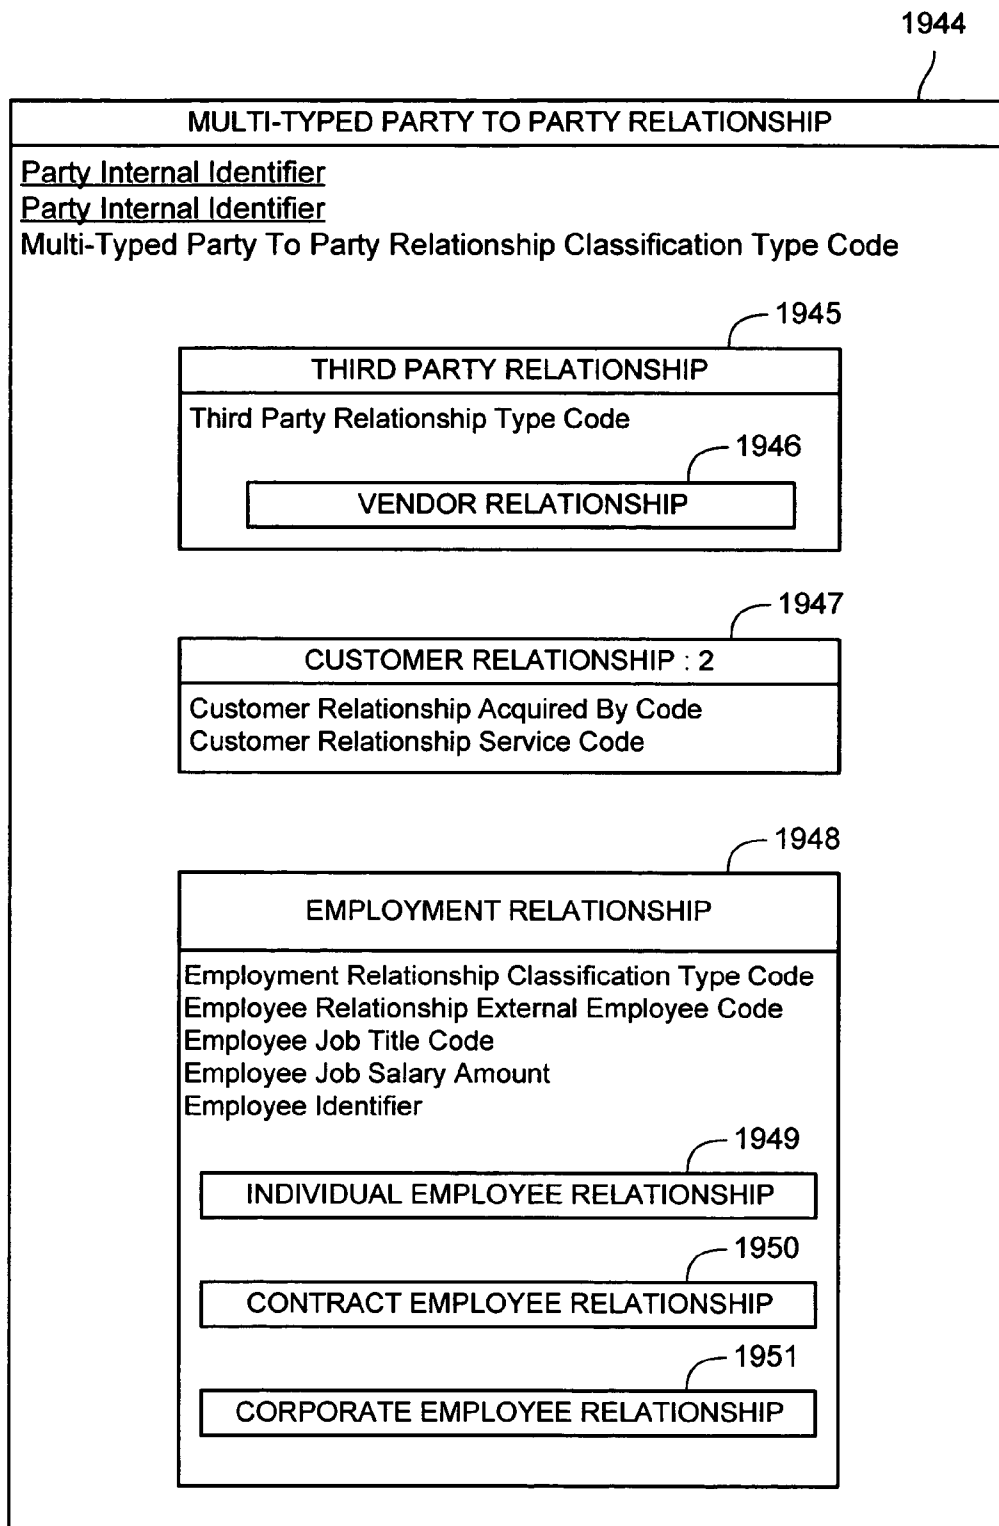 1944
MULTI-TYPED PARTY TO PARTY RELATIONSHIP
Party Internal Identifier
Party Internal Identifier
Multi-Typed Party To Party Relationship Classification Type Code
1945
THIRD PARTY RELATIONSHIP
Third Party Relationship Type Code
1946
VENDOR RELATIONSHIP
1947
CUSTOMER RELATIONSHIP : 2
Customer Relationship Acquired By Code
Customer Relationship Service Code
1948
EMPLOYMENT RELATIONSHIP
Employment Relationship Classification Type Code
Employee Relationship External Employee Code
Employee Job Title Code
Employee Job Salary Amount
Employee Identifier
1949
INDIVIDUAL EMPLOYEE RELATIONSHIP
1950
CONTRACT EMPLOYEE RELATIONSHIP
1951
CORPORATE EMPLOYEE RELATIONSHIP